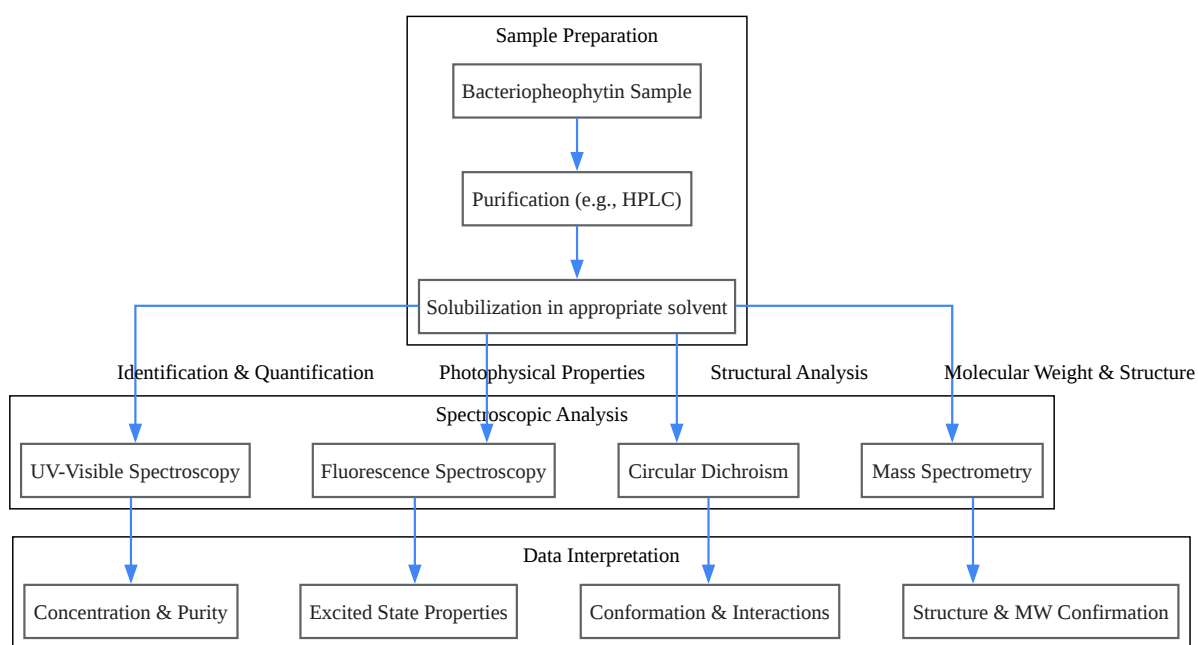 Sample Preparation
Bacteriopheophytin Sample
Purification (e.g., HPLC)
Solubilization in appropriate solvent
Identification & Quantification
Photophysical Properties
Structural Analysis
Molecular Weight & Structure
Spectroscopic Analysis
UV-Visible Spectroscopy
Fluorescence Spectroscopy
Circular Dichroism
Mass Spectrometry
Data Interpretation
Concentration & Purity
Excited State Properties
Conformation & Interactions
Structure & MW Confirmation